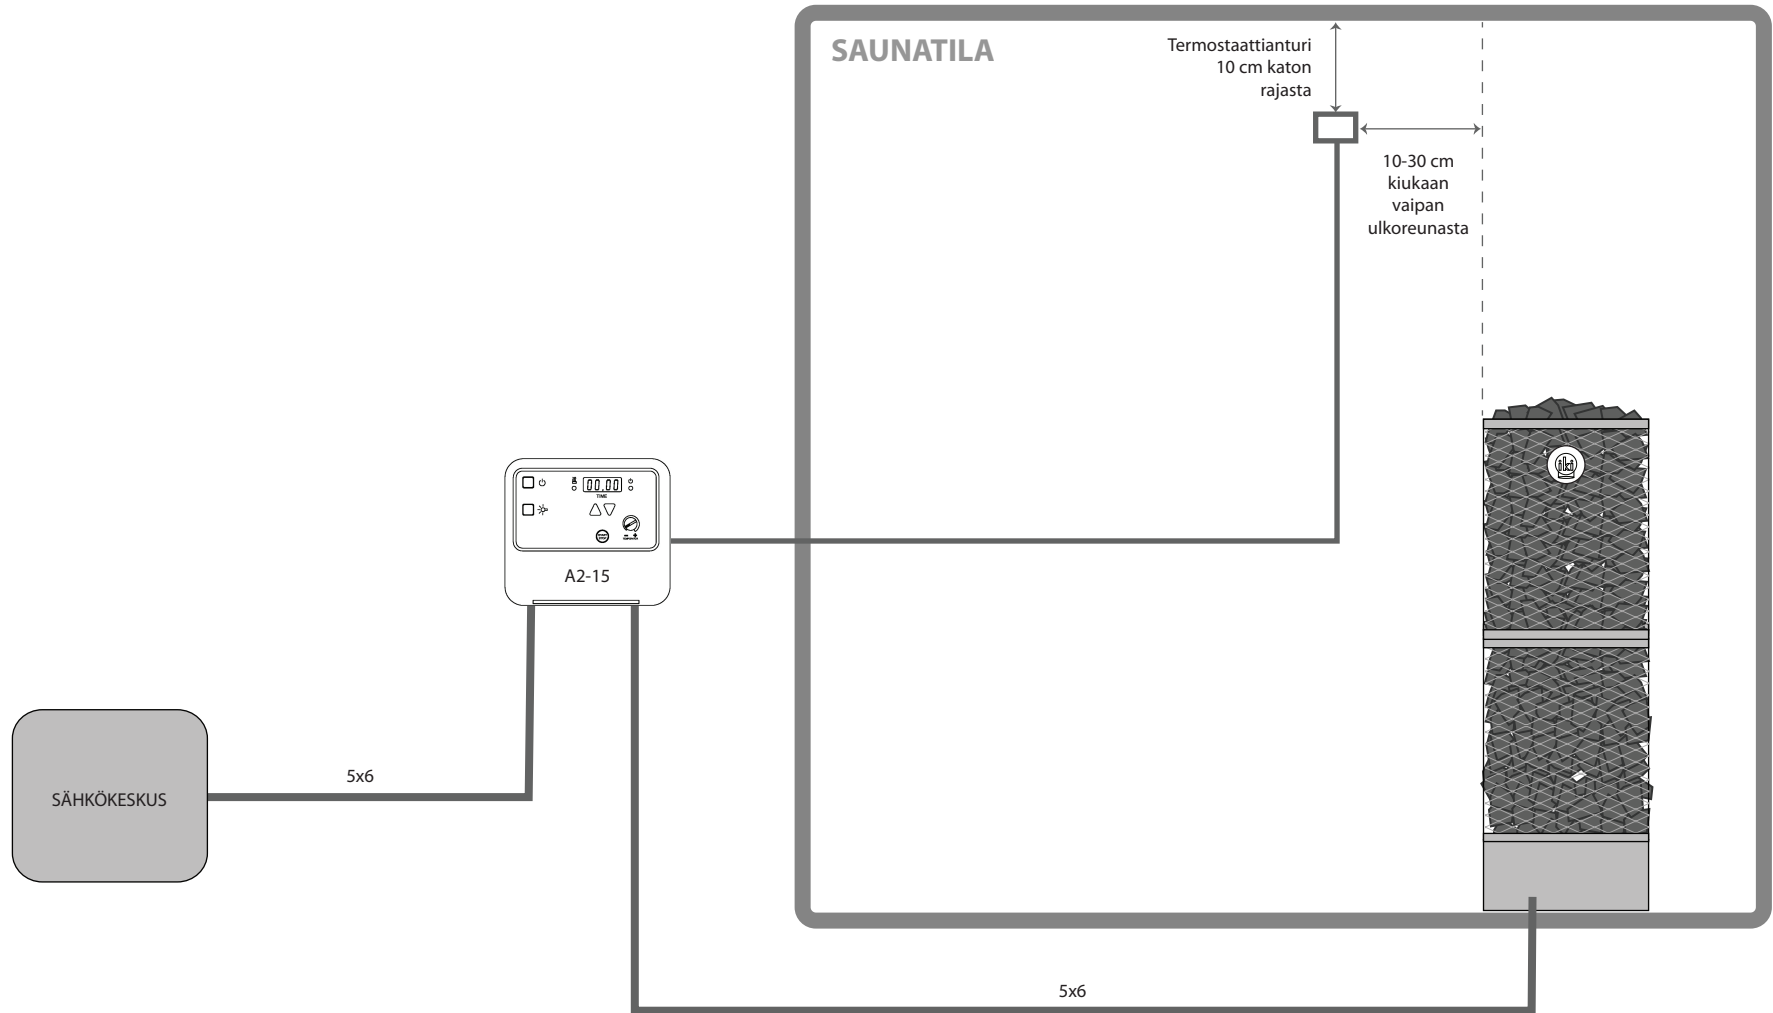 SAUNATILA
Termostaattianturi
10 cm katon
rajasta
10-30 cm
kiukaan
vaipan
ulkoreunasta
iki
00.00
TIME
A2-15
5x6
SÄHKÖKESKUS
5x6